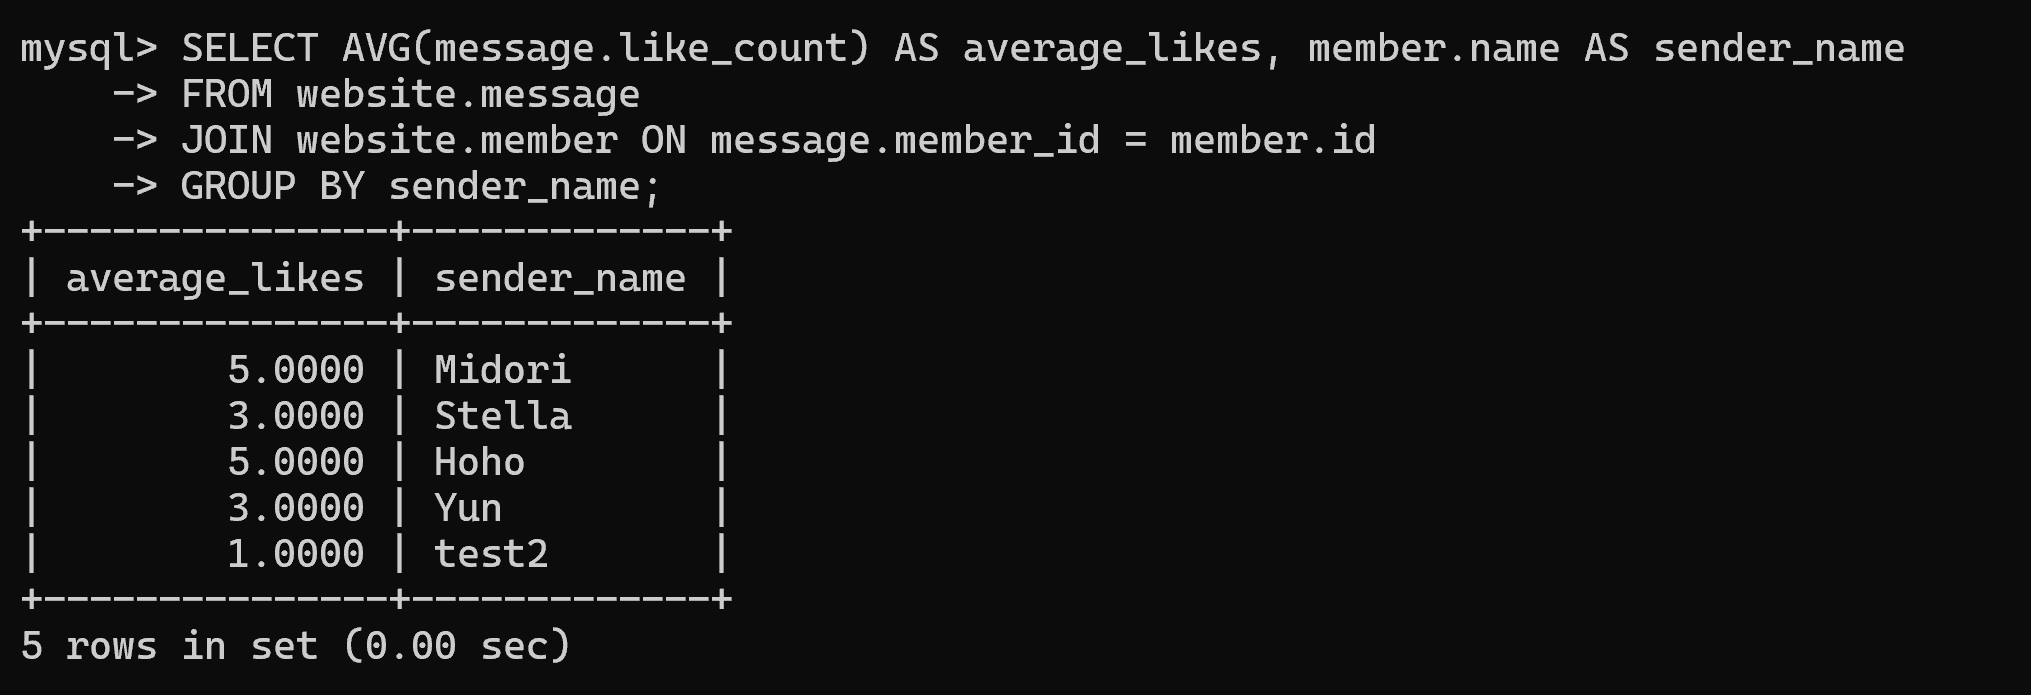 mysql> SELECT AVG(message.like_count) AS average_likes, member.name AS sender_name
    -> FROM website.message
    -> JOIN website.member ON message.member_id = member.id
    -> GROUP BY sender_name;
+---------------+-------------+
| average_likes | sender_name |
+---------------+-------------+
|        5.0000 | Midori      |
|        3.0000 | Stella      |
|        5.0000 | Hoho        |
|        3.0000 | Yun         |
|        1.0000 | test2       |
+---------------+-------------+
5 rows in set (0.00 sec)